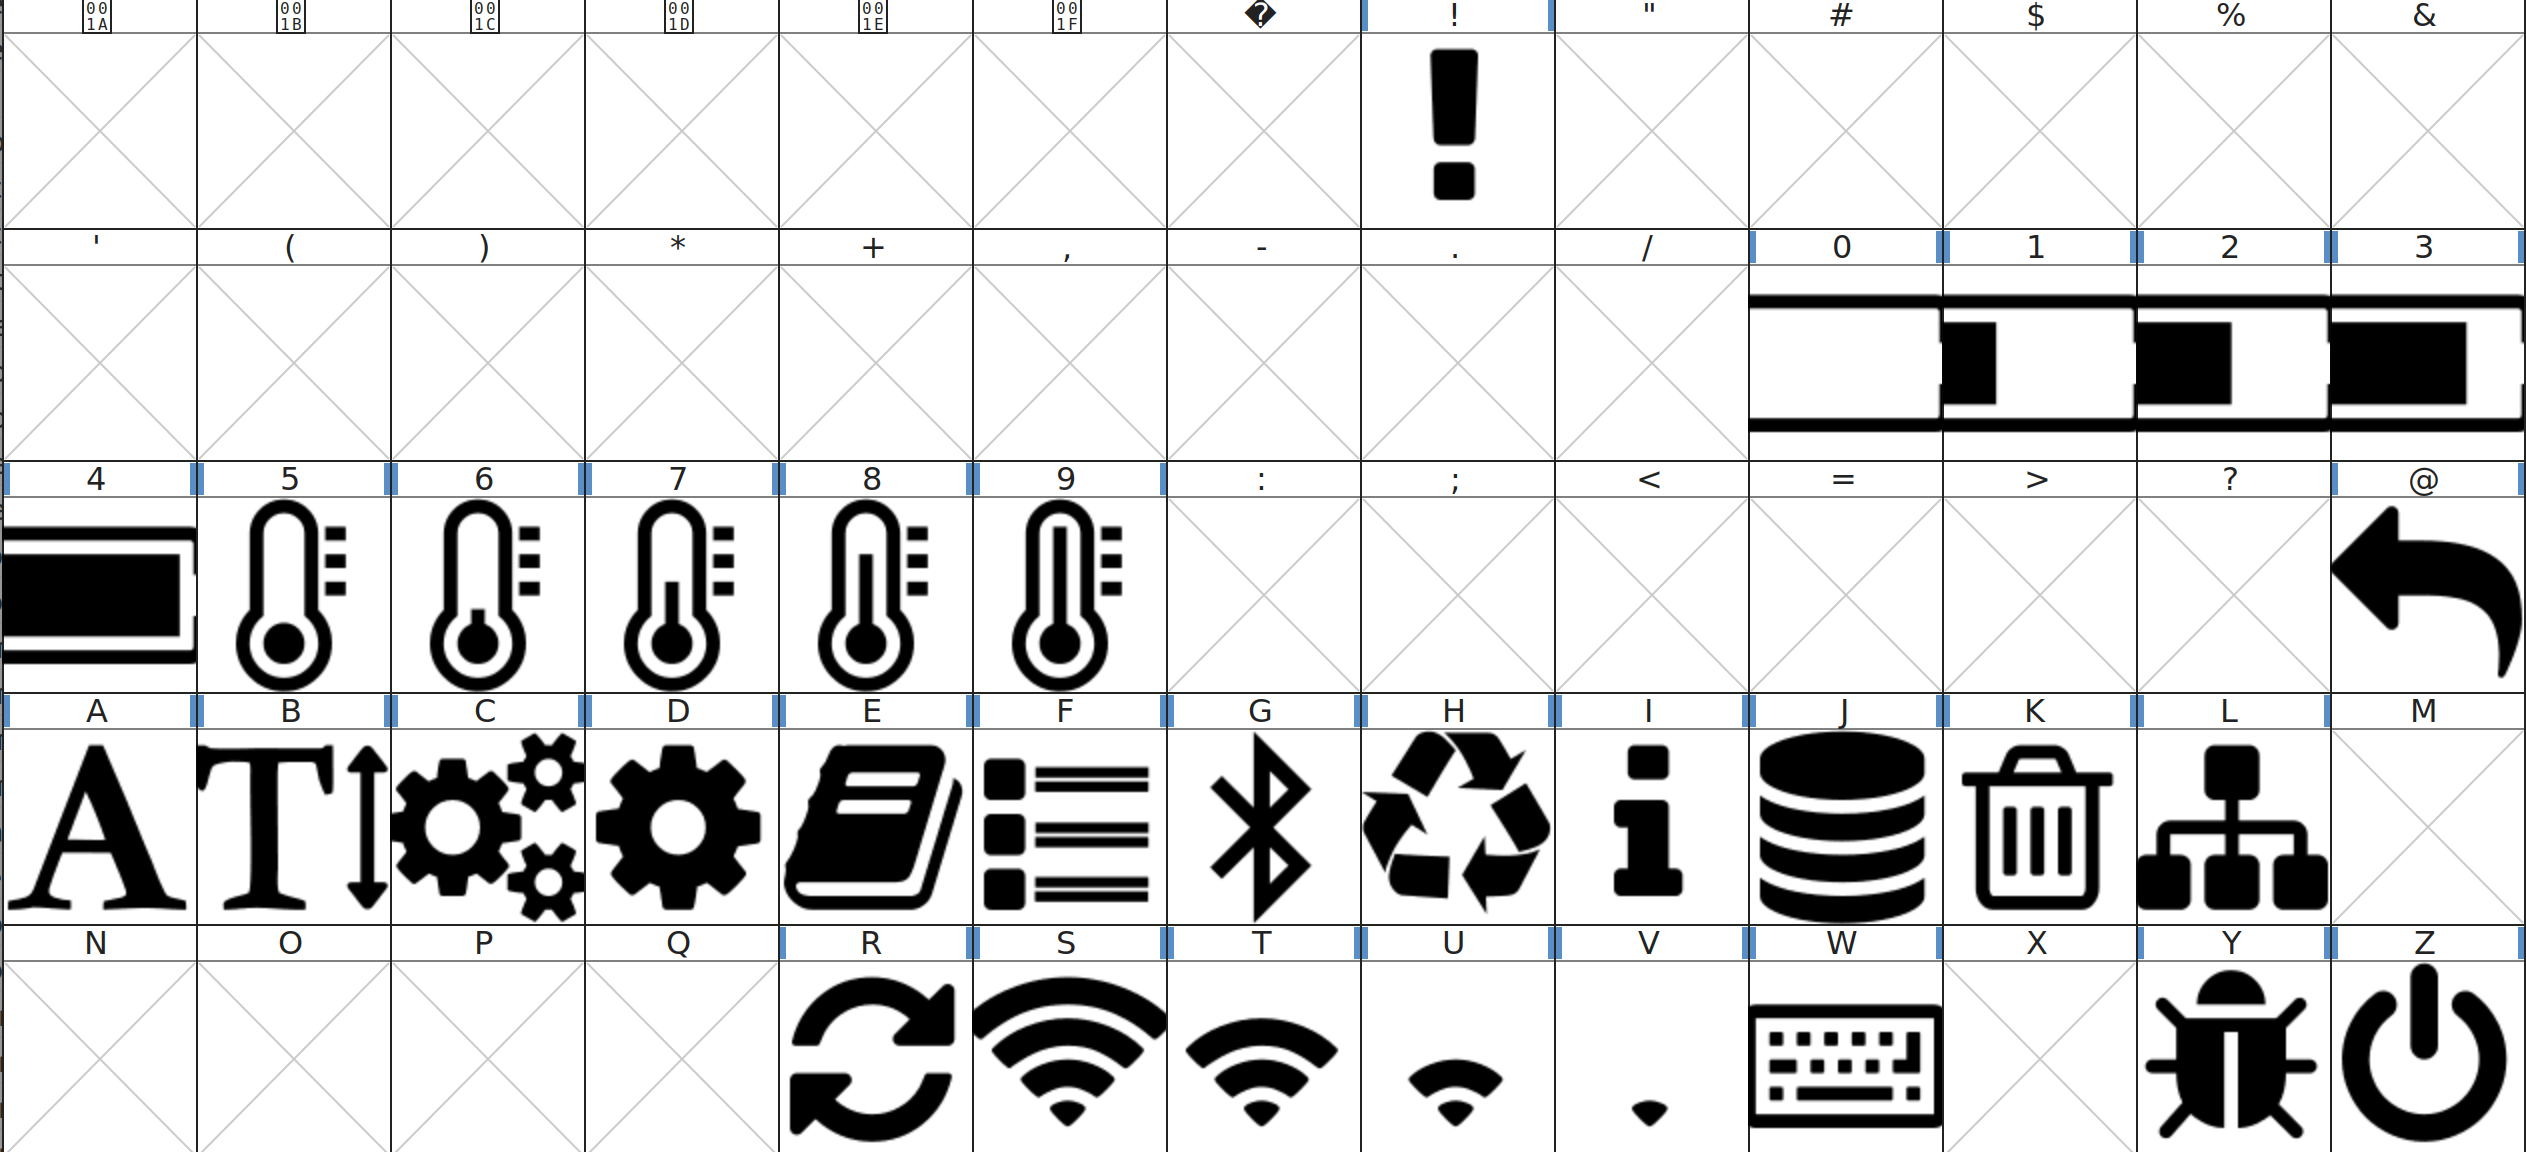 001A 001B 001C 001D 001E 001F � ! " # $ % &
!
' ( ) * + , - . / 0 1 2 3
4 5 6 7 8 9 : ; < = > ? @
A B C D E F G H I J K L M
A T i
N O P Q R S T U V W X Y Z